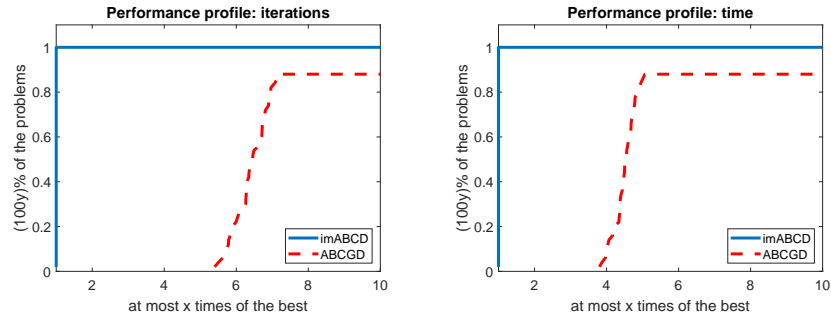 Performance profile: iterations
(100y)% of the problems
1
0.8
0.6
0.4
0.2
0
2 4 6 8 10
at most x times of the best
imABCD
ABCGD
Performance profile: time
(100y)% of the problems
1
0.8
0.6
0.4
0.2
0
2 4 6 8 10
at most x times of the best
imABCD
ABCGD